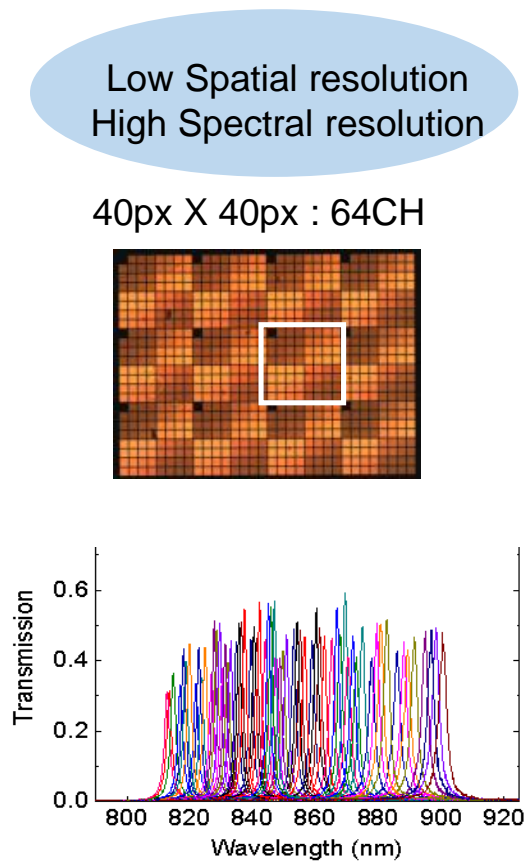 Low Spatial resolution
High Spectral resolution
40px X 40px : 64CH
0.6
0.4
0.2
0.0
Transmission
800 820 840 860 880 900 920
Wavelength (nm)